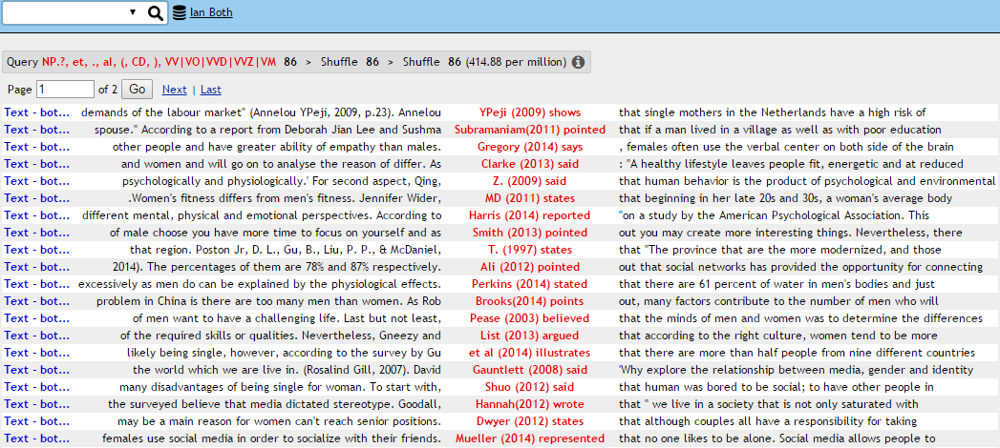 Ian Both
Query NP.?, et, ., al, (, CD, ), VV|VO|VVD|VVZ|VM 86 > Shuffle 86 > Shuffle 86 (414.88 per million)
Page 1 of 2 Go Next | Last
Text - bot... demands of the labour market" (Annelou YPeji, 2009, p.23). Annelou YPeji (2009) shows that single mothers in the Netherlands have a high risk of
Text - bot... spouse." According to a report from Deborah Jian Lee and Sushma Subramaniam(2011) pointed that if a man lived in a village as well as with poor education
Text - bot... other people and have greater ability of empathy than males. Gregory (2014) says , females often use the verbal center on both side of the brain
Text - bot... and women and will go on to analyse the reason of differ. As Clarke (2013) said : "A healthy lifestyle leaves people fit, energetic and at reduced
Text - bot... psychologically and physiologically.' For second aspect, Qing, Z. (2009) said that human behavior is the product of psychological and environmental
Text - bot... .Women's fitness differs from men's fitness. Jennifer Wider, MD (2011) states that beginning in her late 20s and 30s, a woman's average body
Text - bot... different mental, physical and emotional perspectives. According to Harris (2014) reported "on a study by the American Psychological Association. This
Text - bot... of male choose you have more time to focus on yourself and as Smith (2013) pointed out you may create more interesting things. Nevertheless, there
Text - bot... that region. Poston Jr, D. L., Gu, B., Liu, P. P., & McDaniel, T. (1997) states that "The province that are the more modernized, and those
Text - bot... 2014). The percentages of them are 78% and 87% respectively. Ali (2012) pointed out that social networks has provided the opportunity for connecting
Text - bot... excessively as men do can be explained by the physiological effects. Perkins (2014) stated that there are 61 percent of water in men's bodies and just
Text - bot... problem in China is there are too many men than women. As Rob Brooks(2014) points out, many factors contribute to the number of men who will
Text - bot... of men want to have a challenging life. Last but not least, Pease (2003) believed that the minds of men and women was to determine the differences
Text - bot... of the required skills or qualities. Nevertheless, Gneezy and List (2013) argued that according to the right culture, women tend to be more
Text - bot... likely being single, however, according to the survey by Gu et al (2014) illustrates that there are more than half people from nine different countries
Text - bot... the world which we are live in. (Rosalind Gill, 2007). David Gauntlett (2008) said 'Why explore the relationship between media, gender and identity
Text - bot... many disadvantages of being single for woman. To start with, Shuo (2012) said that human was bored to be social; to have other people in
Text - bot... the surveyed believe that media dictated stereotype. Goodall, Hannah(2012) wrote that " we live in a society that is not only saturated with
Text - bot... may be a main reason for women can't reach senior positions. Dwyer (2012) states that although couples all have a responsibility for taking
Text - bot... females use social media in order to socialize with their friends. Mueller (2014) represented that no one likes to be alone. Social media allows people to